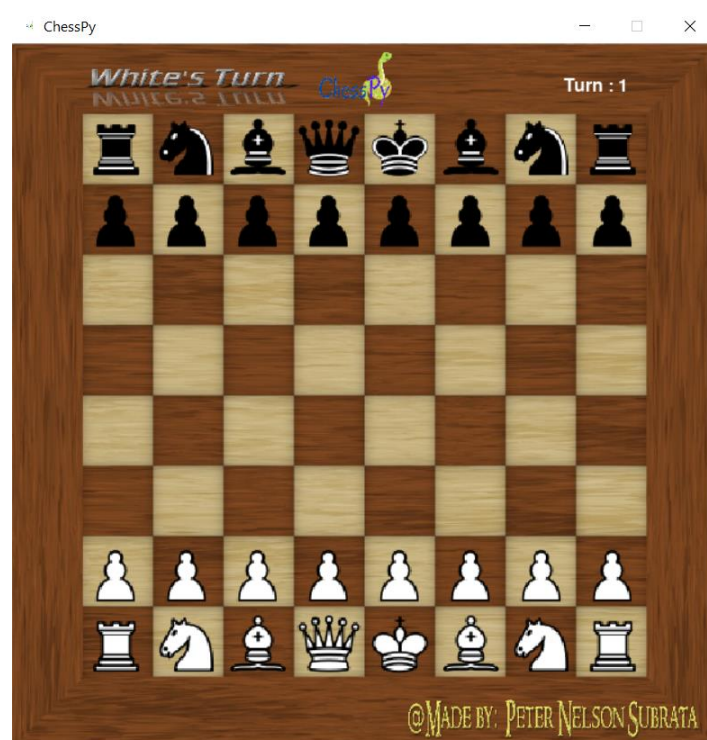 ChessPy
White's Turn
ChessPy
Turn : 1
@Made by: Peter Nelson Subrata